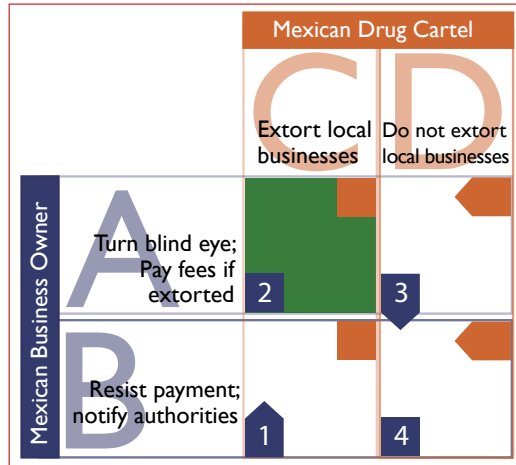 Mexican Drug Cartel
C D
Extort local
businesses
Do not extort
local businesses
Mexican Business Owner
A
Turn blind eye;
Pay fees if
extorted
2 3
B
Resist payment;
notify authorities
1 4